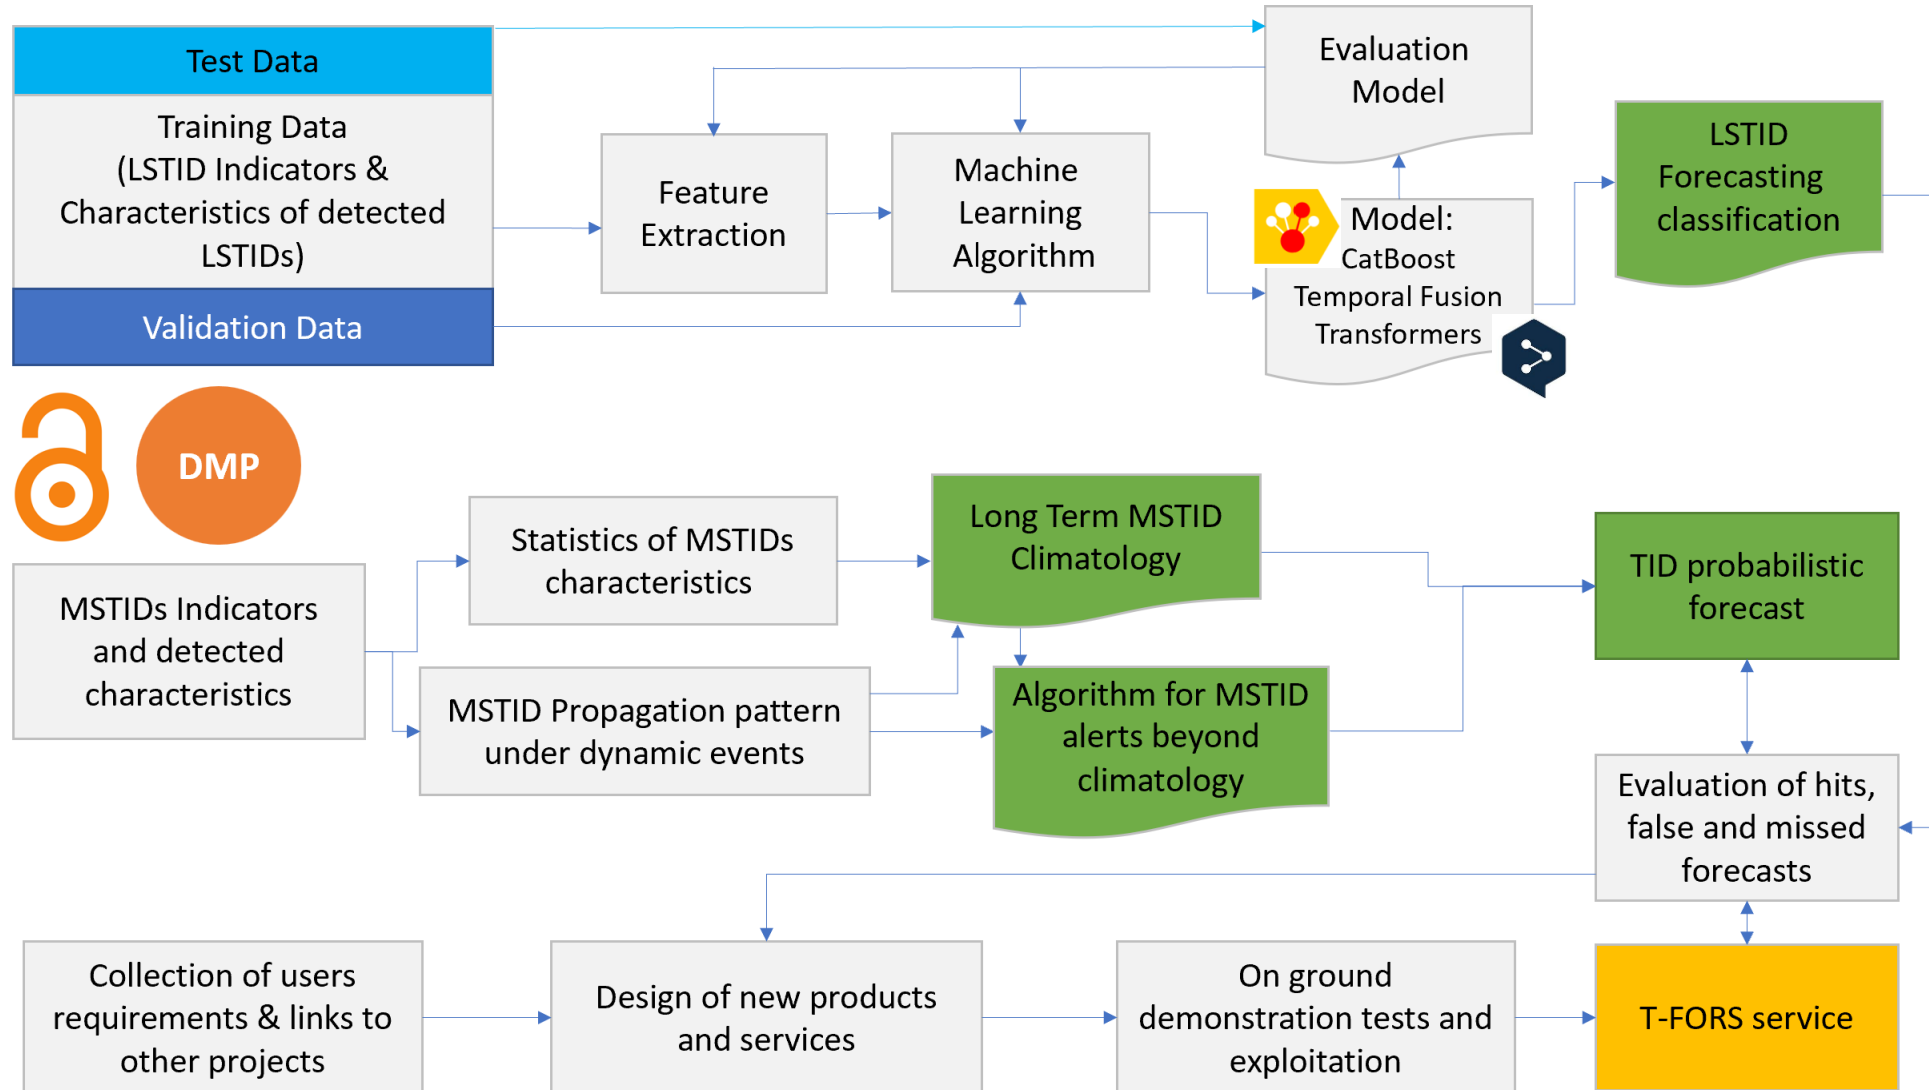 Test Data
Training Data
(LSTID Indicators &
Characteristics of detected
LSTIDs)
Validation Data
Feature
Extraction
Machine
Learning
Algorithm
Evaluation
Model
Model:
CatBoost
Temporal Fusion
Transformers
LSTID
Forecasting
classification
DMP
MSTIDs Indicators
and detected
characteristics
Statistics of MSTIDs
characteristics
MSTID Propagation pattern
under dynamic events
Long Term MSTID
Climatology
Algorithm for MSTID
alerts beyond
climatology
TID probabilistic
forecast
Evaluation of hits,
false and missed
forecasts
Collection of users
requirements & links to
other projects
Design of new products
and services
On ground
demonstration tests and
exploitation
T-FORS service